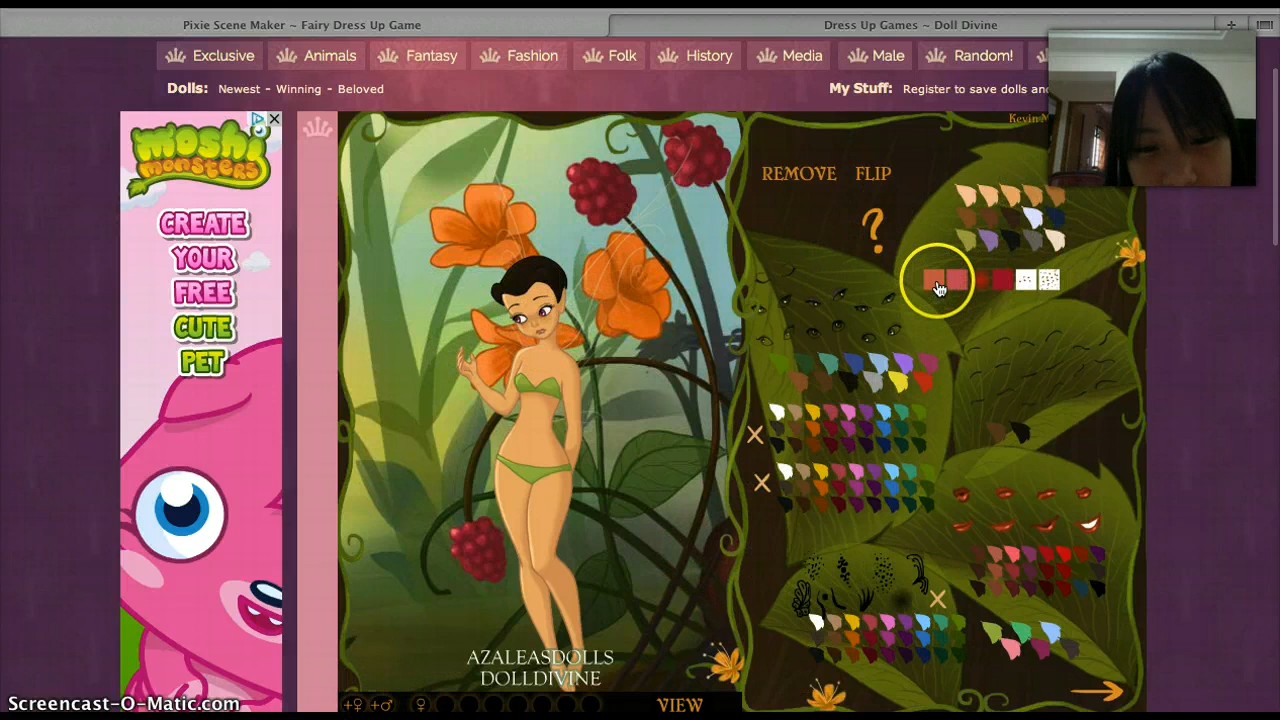 Pixie Scene Maker ~ Fairy Dress Up Game
Dress Up Games ~ Doll Divine
Exclusive Animals Fantasy Fashion Folk History Media Male Random!
Dolls: Newest - Winning - Beloved
My Stuff: Register to save dolls and
moshi
monsters
CREATE
YOUR
FREE
CUTE
PET
REMOVE FLIP
?
AZALEASDOLLS
DOLLDIVINE
VIEW
Screencast-O-Matic.com